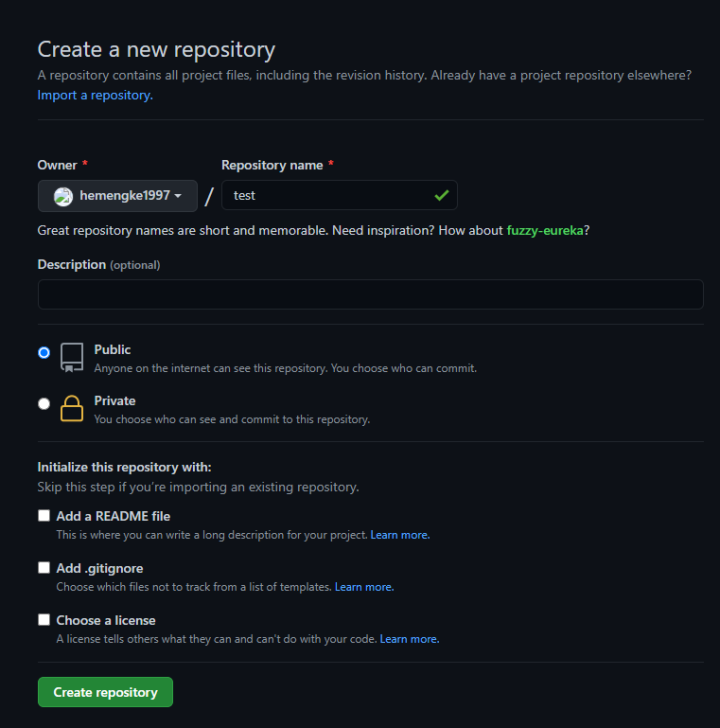 Create a new repository
A repository contains all project files, including the revision history. Already have a project repository elsewhere?
Import a repository.
Owner * Repository name *
hemengke1997 / test
Great repository names are short and memorable. Need inspiration? How about fuzzy-eureka?
Description (optional)
Public
Anyone on the internet can see this repository. You choose who can commit.
Private
You choose who can see and commit to this repository.
Initialize this repository with:
Skip this step if you're importing an existing repository.
Add a README file
This is where you can write a long description for your project. Learn more.
Add .gitignore
Choose which files not to track from a list of templates. Learn more.
Choose a license
A license tells others what they can and can't do with your code. Learn more.
Create repository